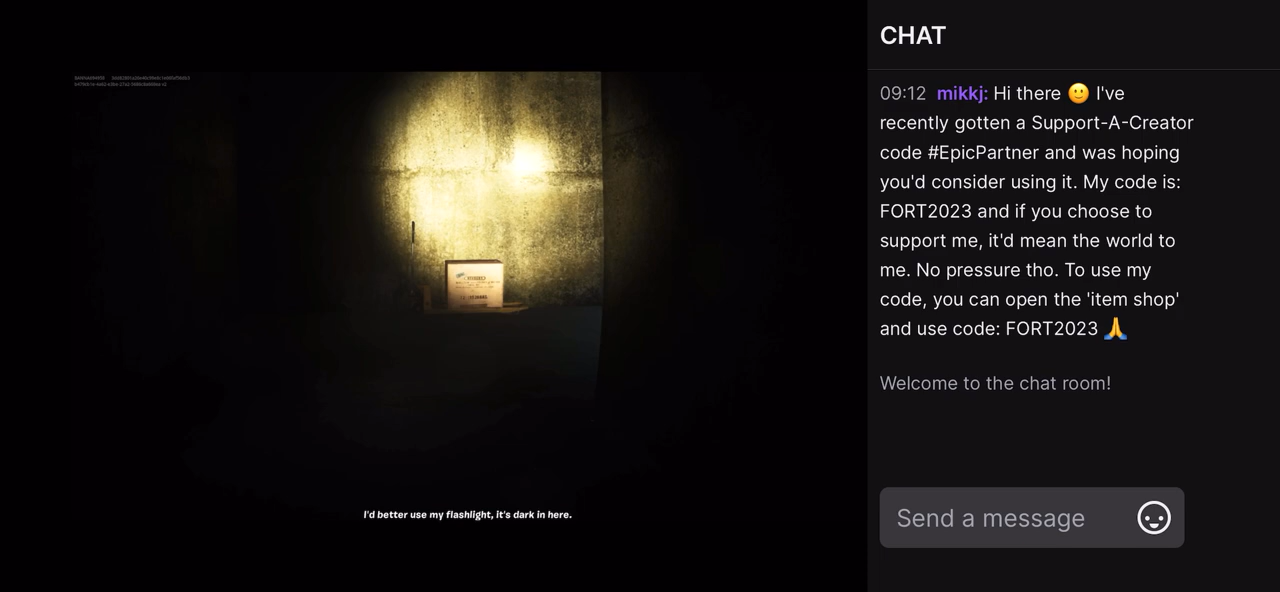 CHAT
09:12 mikkj: Hi there 🙂 I've
recently gotten a Support-A-Creator
code #EpicPartner and was hoping
you'd consider using it. My code is:
FORT2023 and if you choose to
support me, it'd mean the world to
me. No pressure tho. To use my
code, you can open the 'item shop'
and use code: FORT2023 🙏
Welcome to the chat room!
Send a message
I'd better use my flashlight, it's dark in here.